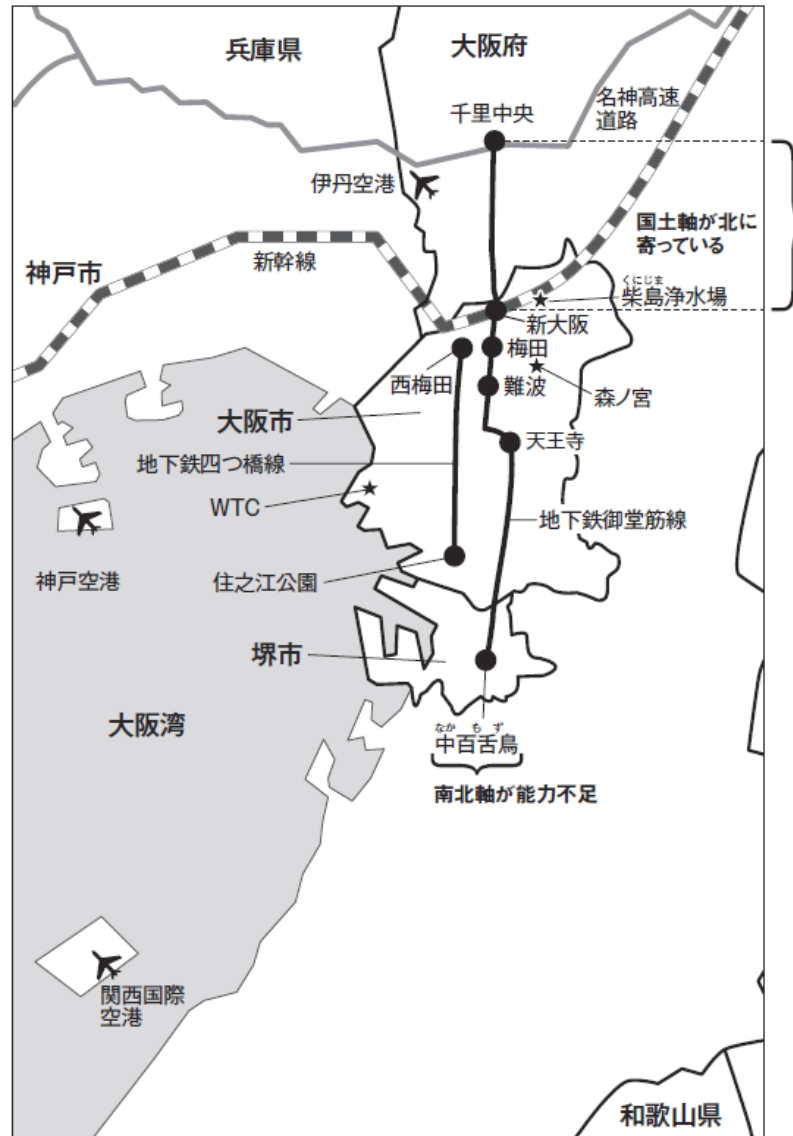 兵庫県
大阪府
名神高速
道路
千里中央
伊丹空港
国土軸が北に
寄っている
神戸市
新幹線
くにじま
柴島浄水場
新大阪
梅田
西梅田
難波
森ノ宮
大阪市
天王寺
地下鉄四つ橋線
WTC
地下鉄御堂筋線
神戸空港
住之江公園
堺市
大阪湾
なかもず
中百舌鳥
南北軸が能力不足
関西国際
空港
和歌山県